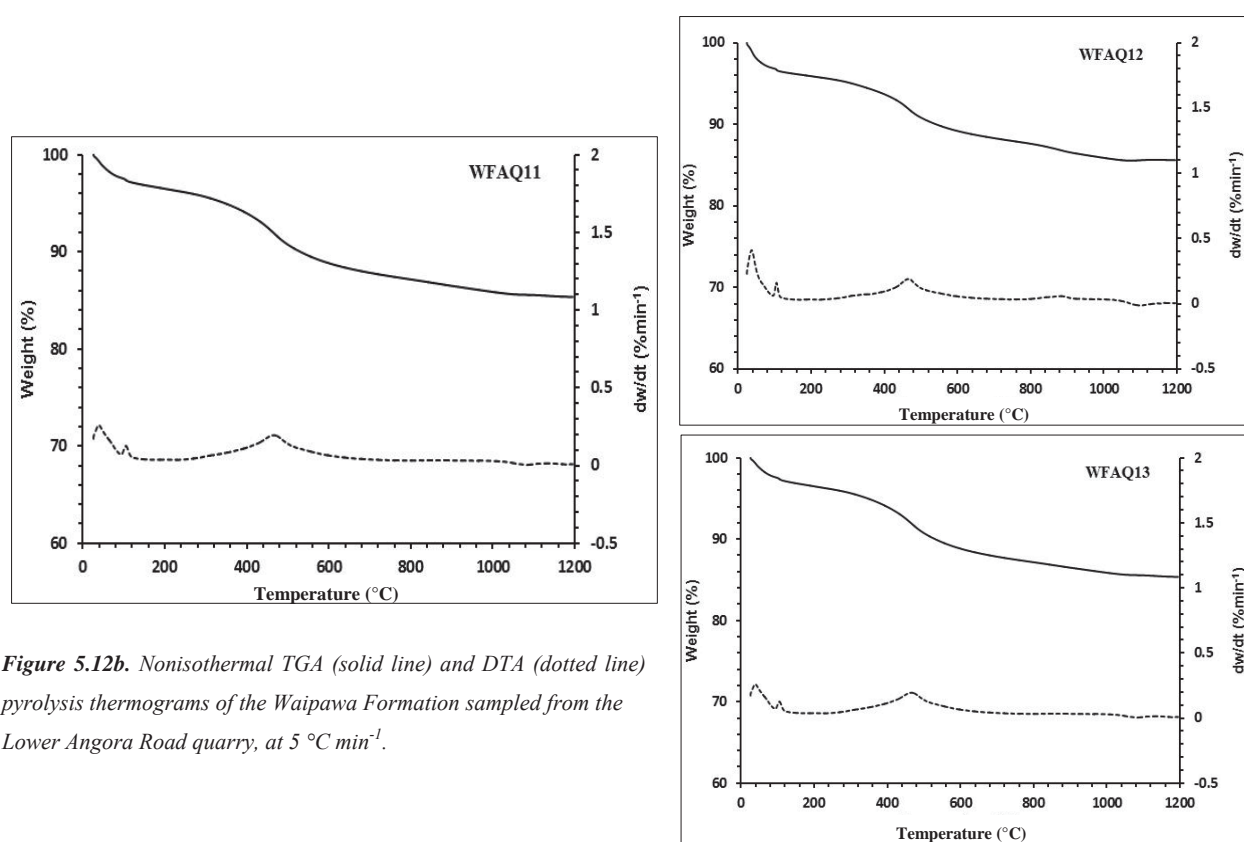 WFAQ11
Weight (%)
100
90
80
70
60
2
1.5
1
0.5
0
-0.5
dw/dt (%min-1)
0 200 400 600 800 1000 1200
Temperature (°C)
Figure 5.12b. Nonisothermal TGA (solid line) and DTA (dotted line)
pyrolysis thermograms of the Waipawa Formation sampled from the
Lower Angora Road quarry, at 5 °C min-1.
WFAQ12
Weight (%)
100
90
80
70
60
2
1.5
1
0.5
0
-0.5
dw/dt (%min-1)
0 200 400 600 800 1000 1200
Temperature (°C)
WFAQ13
Weight (%)
100
90
80
70
60
2
1.5
1
0.5
0
-0.5
dw/dt (%min-1)
0 200 400 600 800 1000 1200
Temperature (°C)